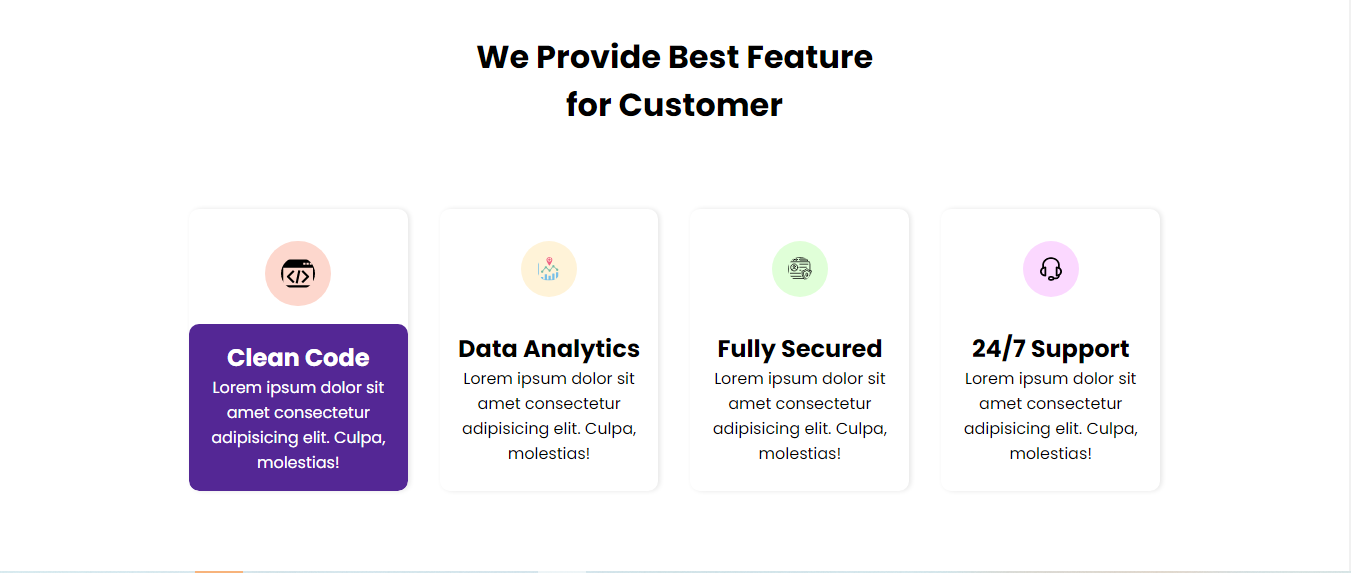 We Provide Best Feature
for Customer
Clean Code
Lorem ipsum dolor sit
amet consectetur
adipisicing elit. Culpa,
molestias!
Data Analytics
Lorem ipsum dolor sit
amet consectetur
adipisicing elit. Culpa,
molestias!
Fully Secured
Lorem ipsum dolor sit
amet consectetur
adipisicing elit. Culpa,
molestias!
24/7 Support
Lorem ipsum dolor sit
amet consectetur
adipisicing elit. Culpa,
molestias!